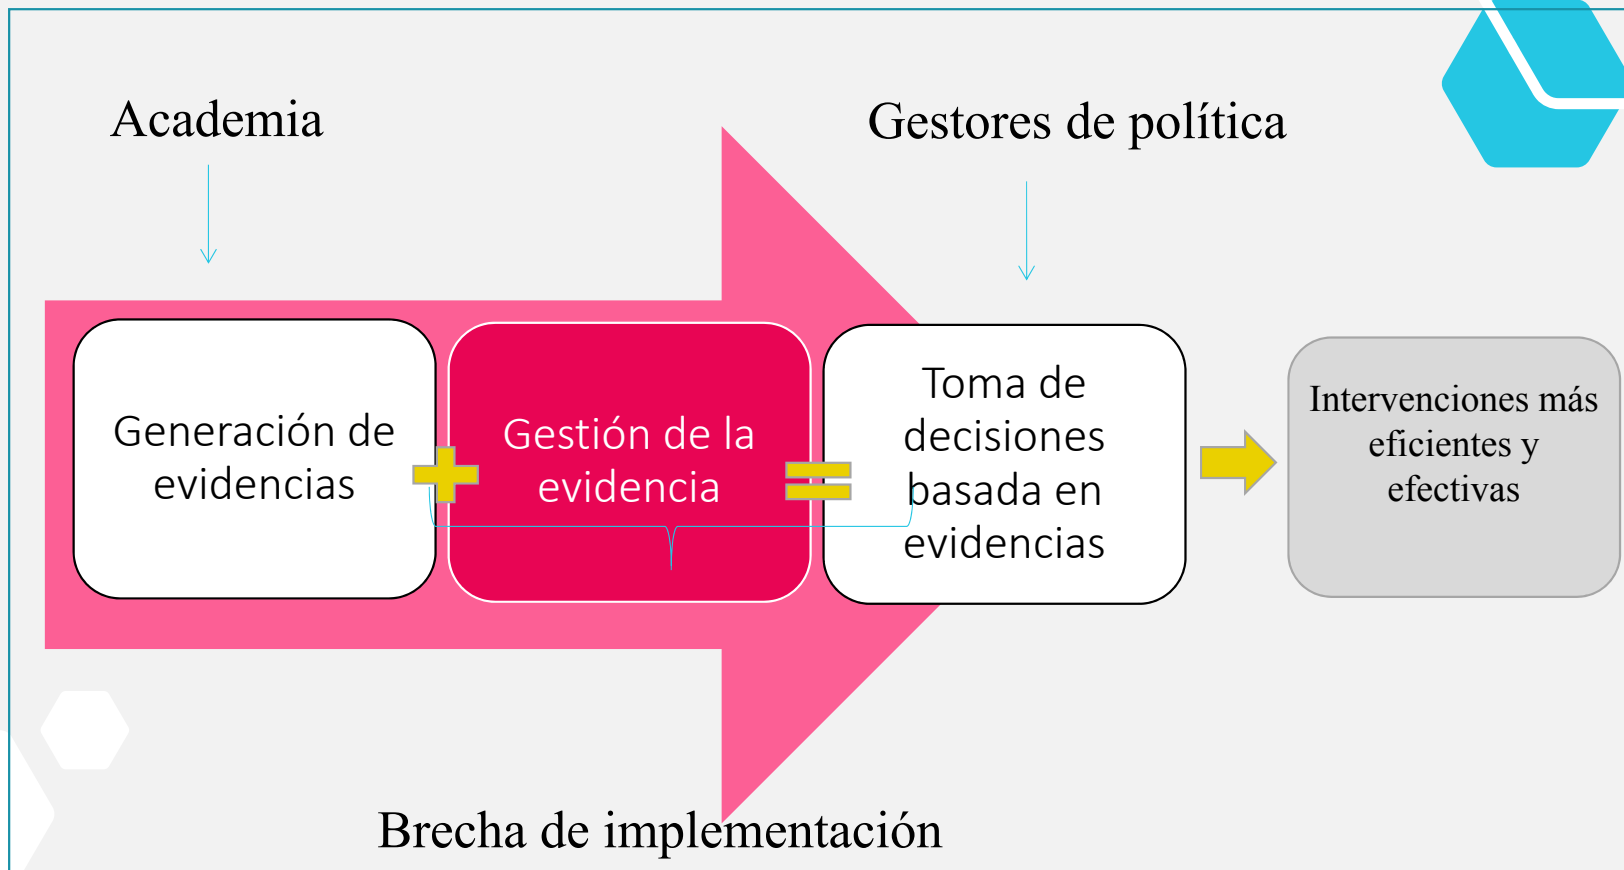 Academia
Gestores de política
Generación de
evidencias
Gestión de la
evidencia
Toma de
decisiones
basada en
evidencias
Intervenciones más
eficientes y
efectivas
Brecha de implementación